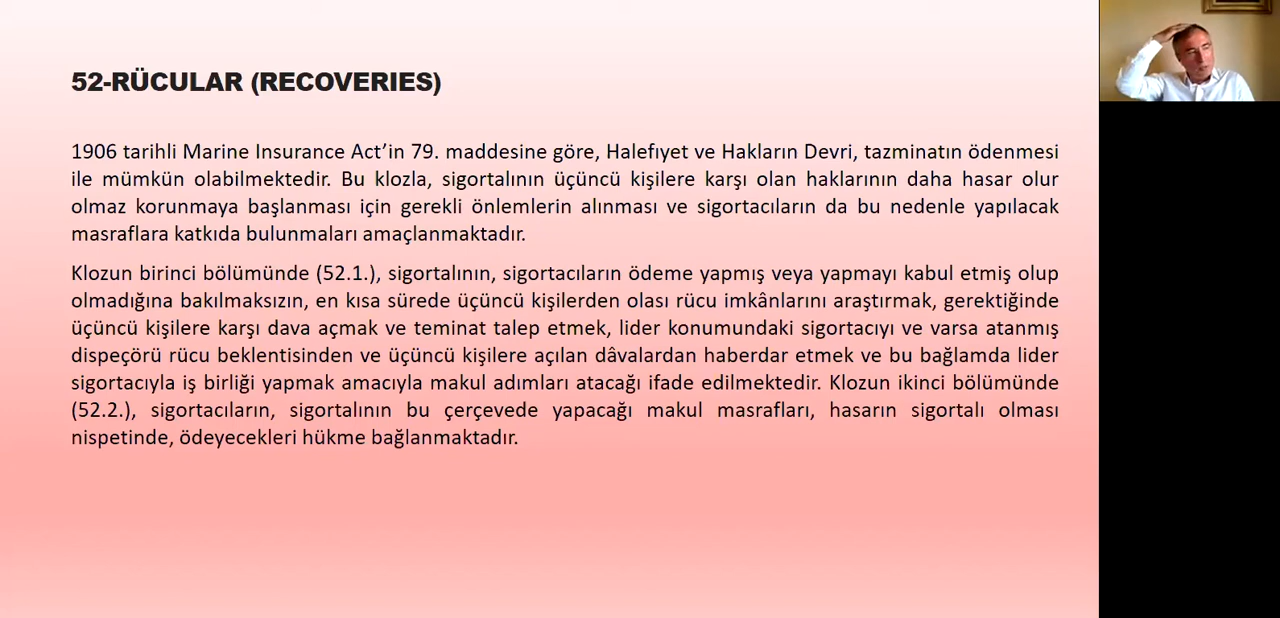 52-RÜCULAR (RECOVERIES)
1906 tarihli Marine Insurance Act’in 79. maddesine göre, Halefıyet ve Hakların Devri, tazminatın ödenmesi
ile mümkün olabilmektedir. Bu klozla, sigortalının üçüncü kişilere karşı olan haklarının daha hasar olur
olmaz korunmaya başlanması için gerekli önlemlerin alınması ve sigortacıların da bu nedenle yapılacak
masraflara katkıda bulunmaları amaçlanmaktadır.
Klozun birinci bölümünde (52.1.), sigortalının, sigortacıların ödeme yapmış veya yapmayı kabul etmiş olup
olmadığına bakılmaksızın, en kısa sürede üçüncü kişilerden olası rücu imkânlarını araştırmak, gerektiğinde
üçüncü kişilere karşı dava açmak ve teminat talep etmek, lider konumundaki sigortacıyı ve varsa atanmış
dispeçörü rücu beklentisinden ve üçüncü kişilere açılan dâvalardan haberdar etmek ve bu bağlamda lider
sigortacıyla iş birliği yapmak amacıyla makul adımları atacağı ifade edilmektedir. Klozun ikinci bölümünde
(52.2.), sigortacıların, sigortalının bu çerçevede yapacağı makul masrafları, hasarın sigortalı olması
nispetinde, ödeyecekleri hükme bağlanmaktadır.